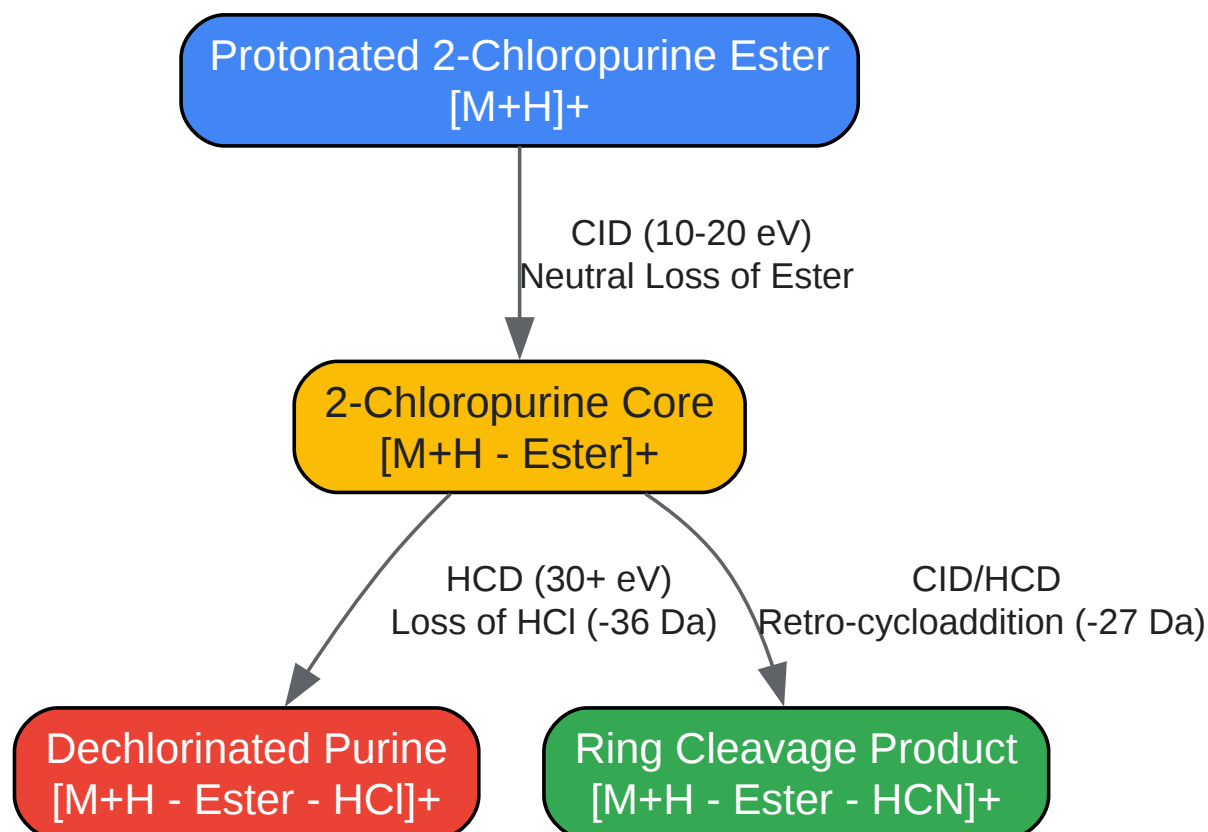 Protonated 2-Chloropurine Ester
[M+H]+
CID (10-20 eV)
Neutral Loss of Ester
2-Chloropurine Core
[M+H - Ester]+
HCD (30+ eV)
Loss of HCl (-36 Da)
CID/HCD
Retro-cycloaddition (-27 Da)
Dechlorinated Purine
[M+H - Ester - HCl]+
Ring Cleavage Product
[M+H - Ester - HCN]+